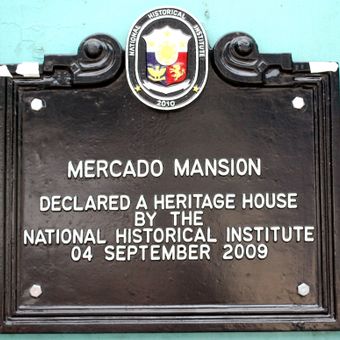 NATIONAL HISTORICAL INSTITUTE
2010
MERCADO MANSION
DECLARED A HERITAGE HOUSE
BY THE
NATIONAL HISTORICAL INSTITUTE
04 SEPTEMBER 2009